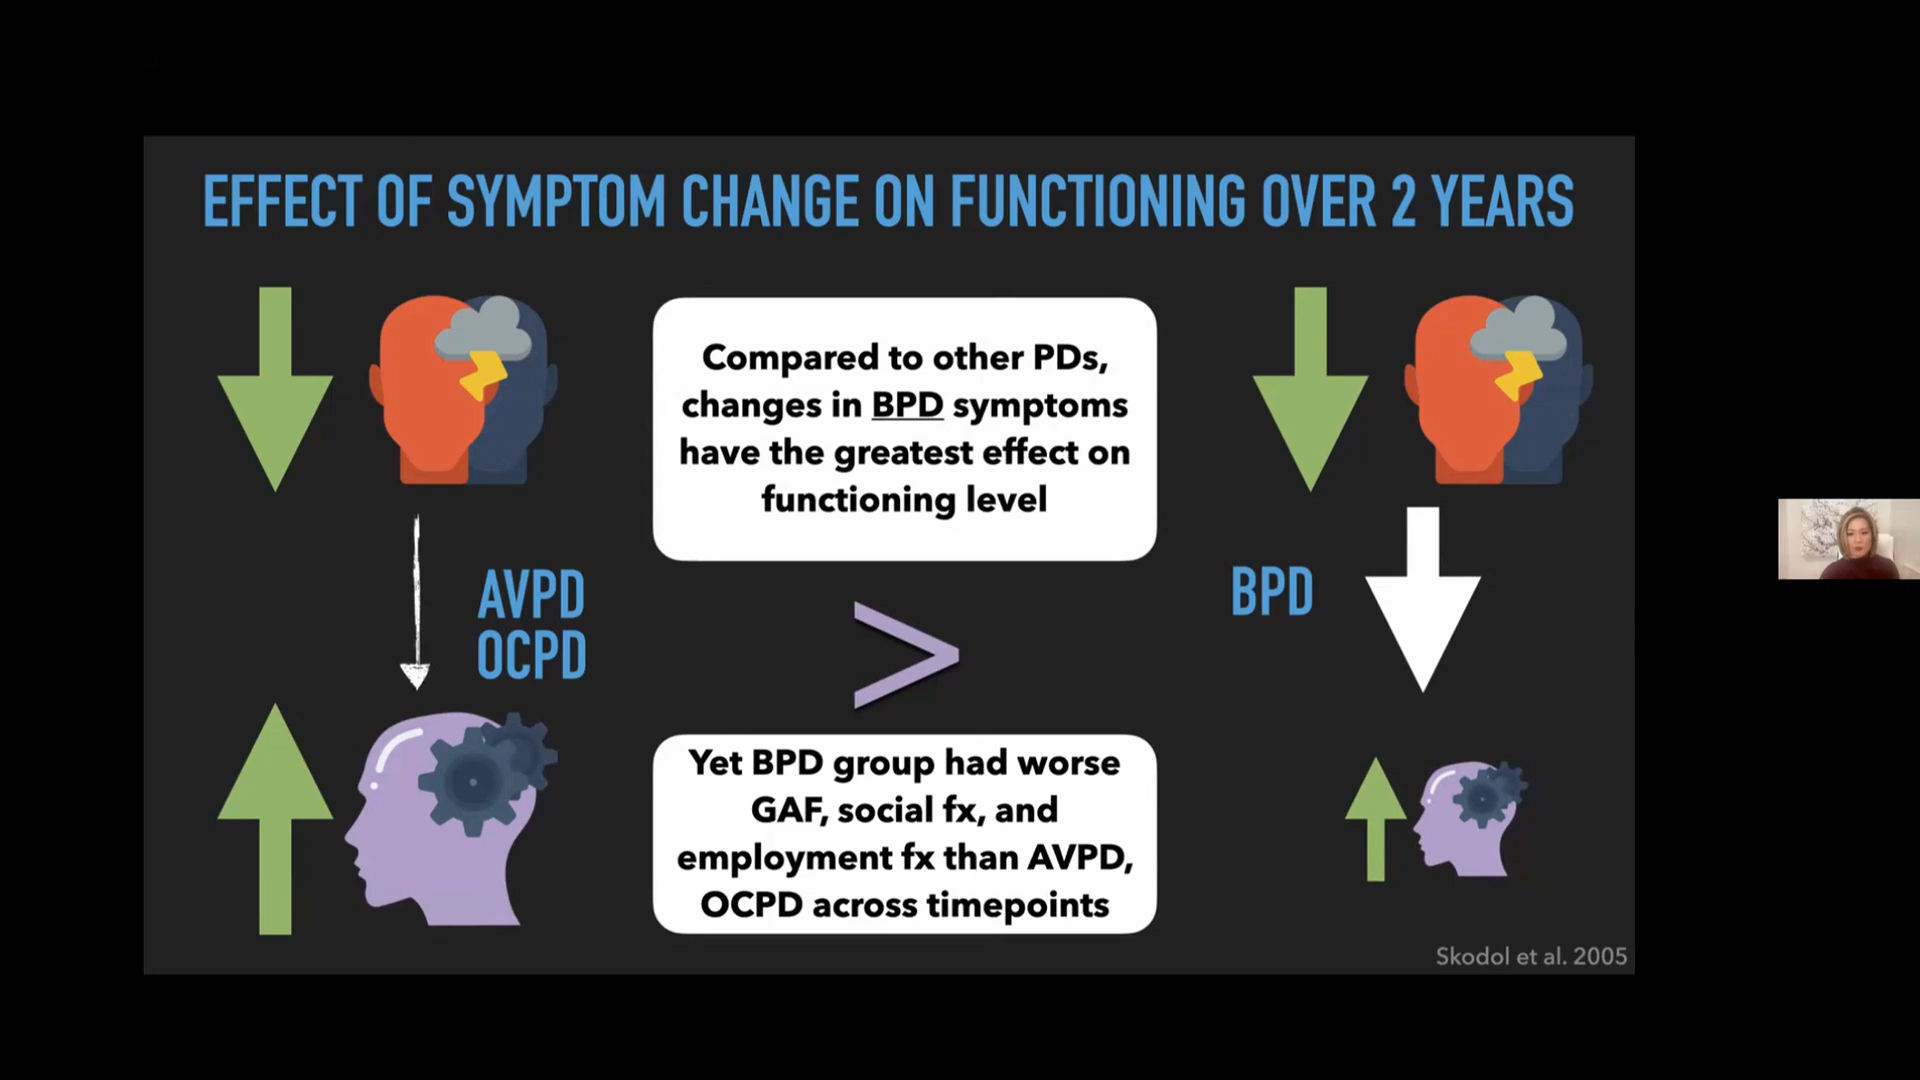 EFFECT OF SYMPTOM CHANGE ON FUNCTIONING OVER 2 YEARS
Compared to other PDs,
changes in BPD symptoms
have the greatest effect on
functioning level
AVPD
OCPD
>
BPD
Yet BPD group had worse
GAF, social fx, and
employment fx than AVPD,
OCPD across timepoints
Skodol et al. 2005